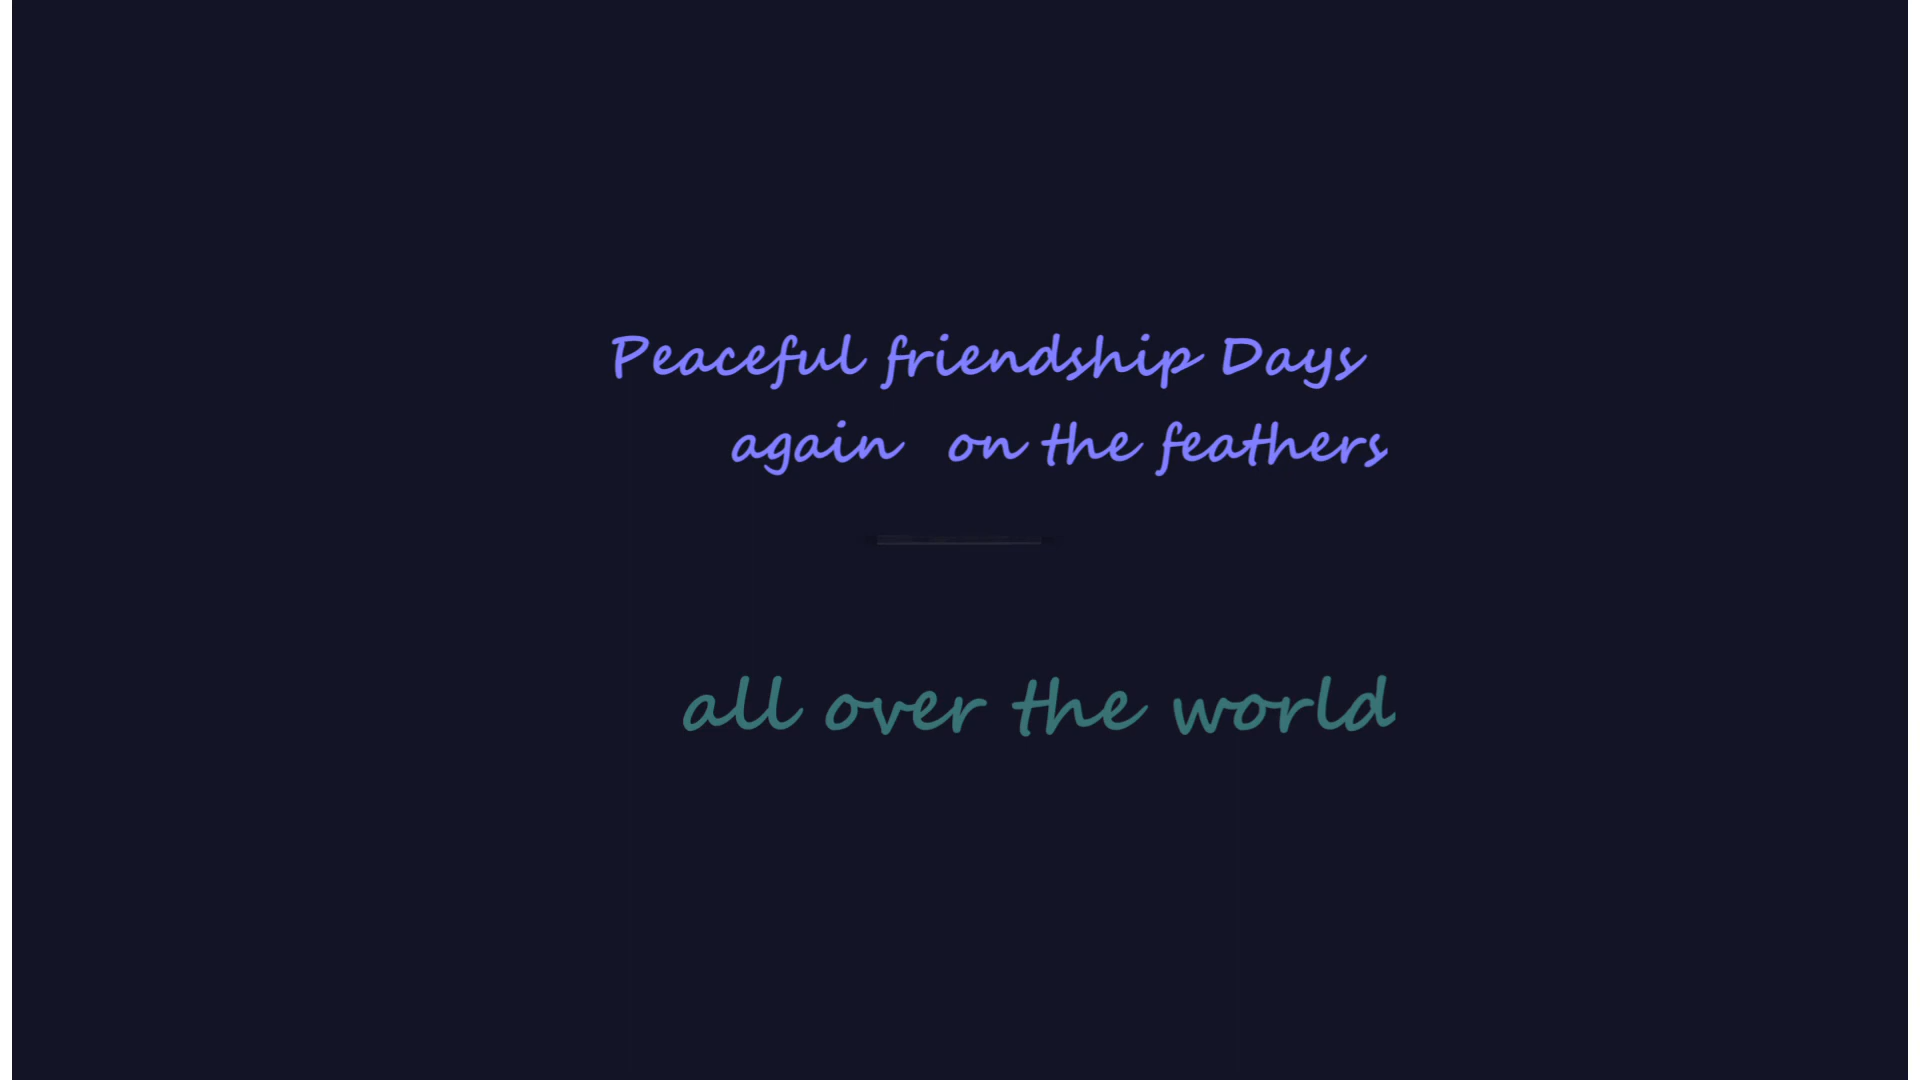 Peaceful friendship Days
again on the feathers
all over the world